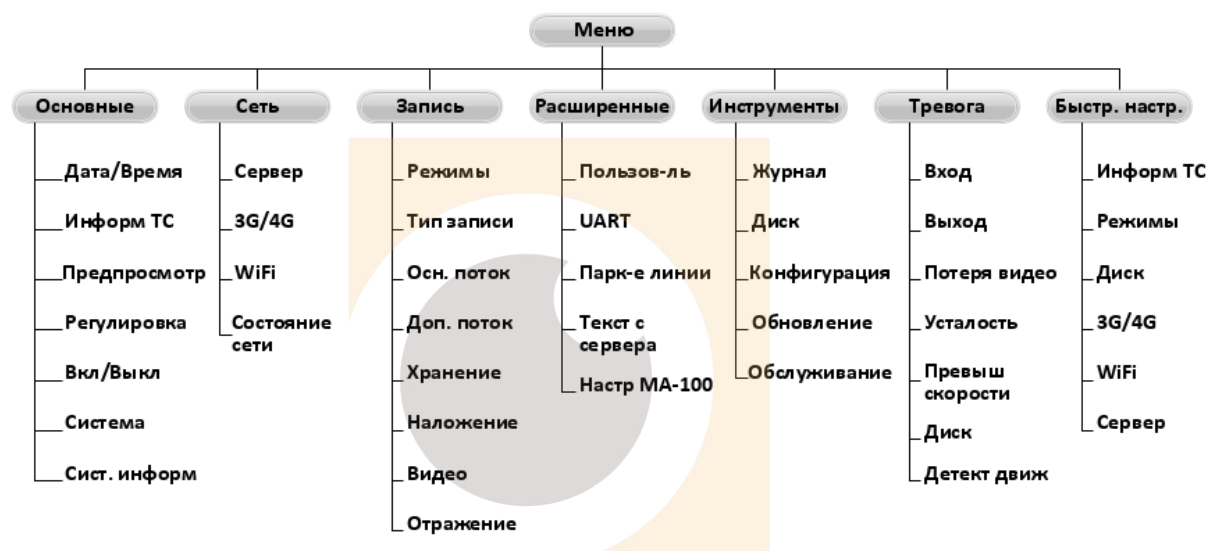 Меню
Основные
Дата/Время
Информ ТС
Предпросмотр
Регулировка
Вкл/Выкл
Система
Сист. информ
Сеть
Сервер
3G/4G
WiFi
Состояние
сети
Запись
Режимы
Тип записи
Осн. поток
Доп. поток
Хранение
Наложение
Видео
Отражение
Расширенные
Пользов-ль
UART
Парк-е линии
Текст с
сервера
Настр МА-100
Инструменты
Журнал
Диск
Конфигурация
Обновление
Обслуживание
Тревога
Вход
Выход
Потеря видео
Усталость
Превыш
скорости
Диск
Детект движ
Быстр. настр.
Информ ТС
Режимы
Диск
3G/4G
WiFi
Сервер